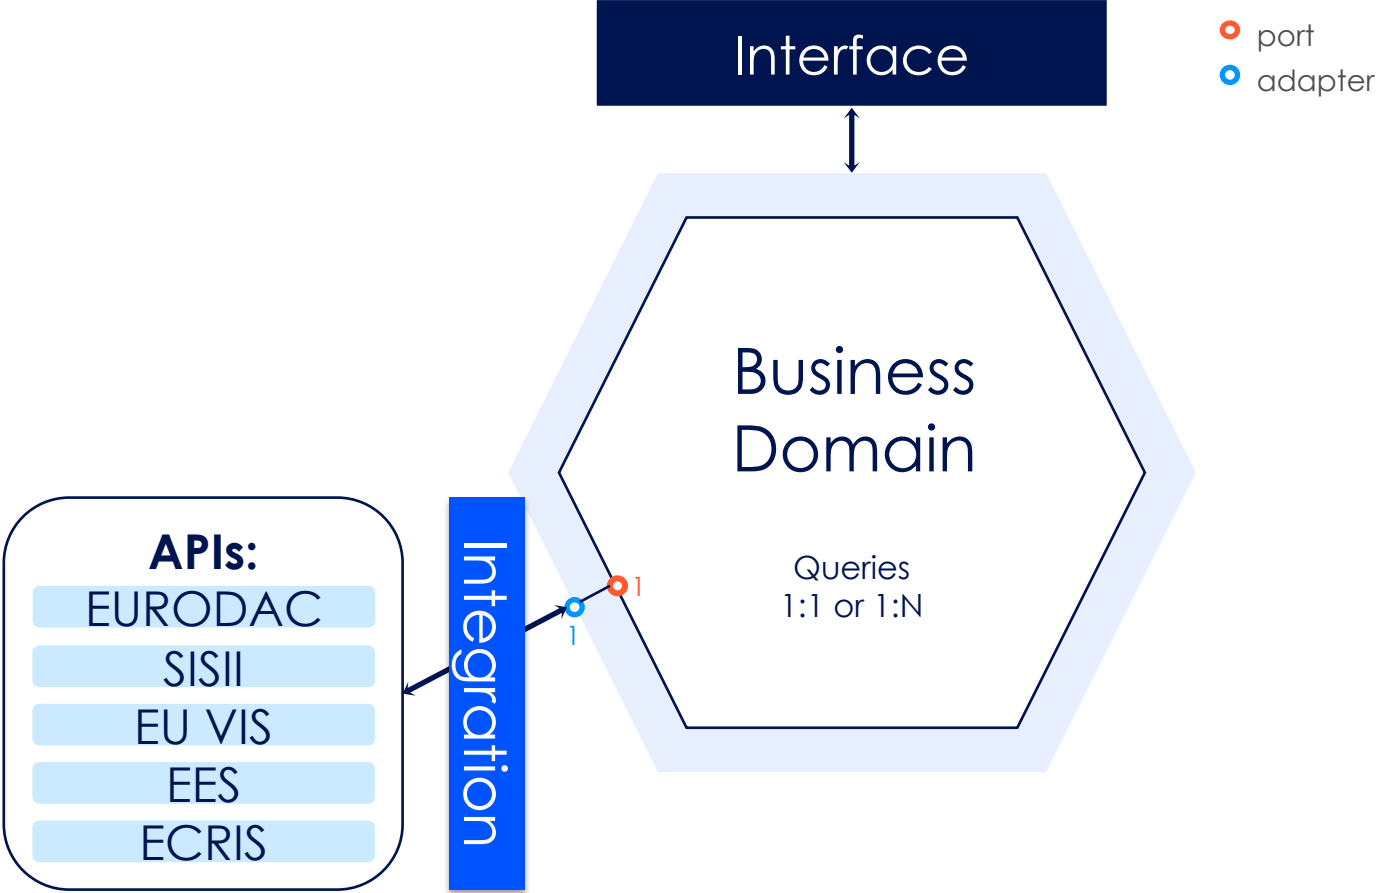 Interface
port
adapter
Business
Domain
Queries
1:1 or 1:N
1
1
Integration
APIs:
EURODAC
SISII
EU VIS
EES
ECRIS